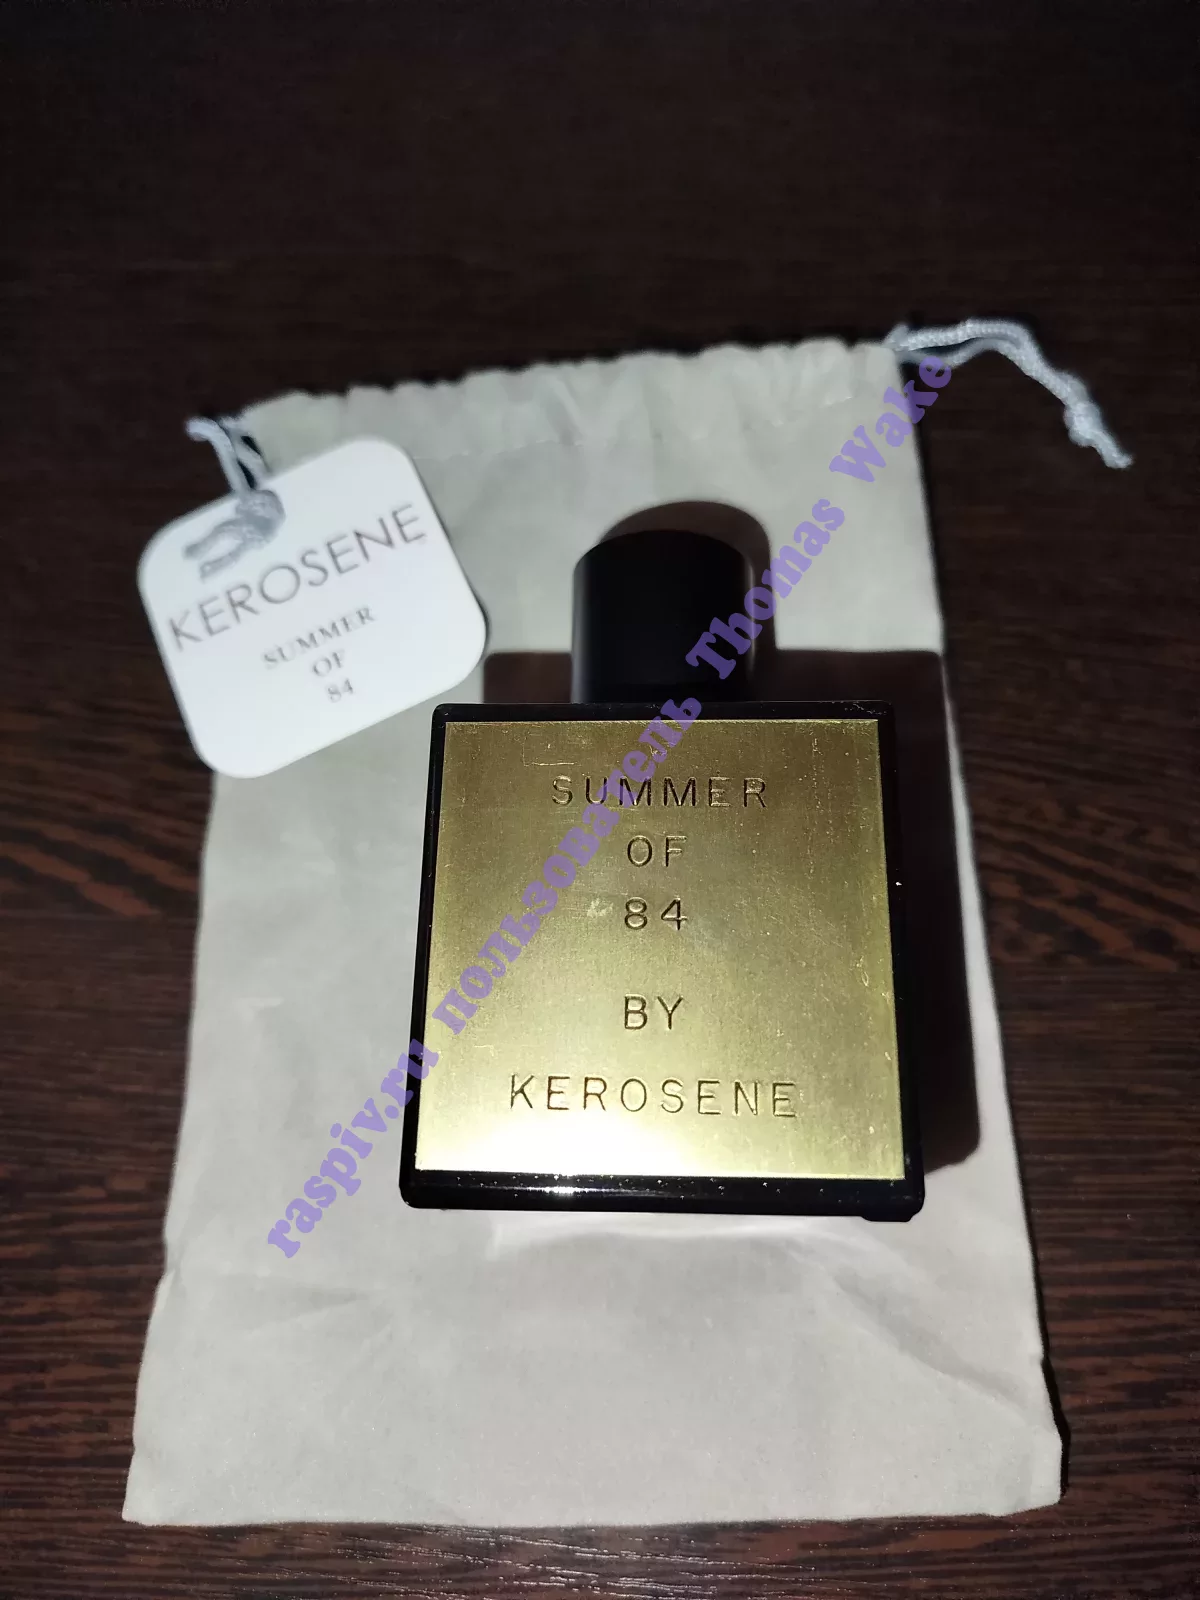 KEROSENE
SUMMER
OF
84
SUMMER
OF
84
BY
KEROSENE
raspiv.ru пользователь Thomas Wake